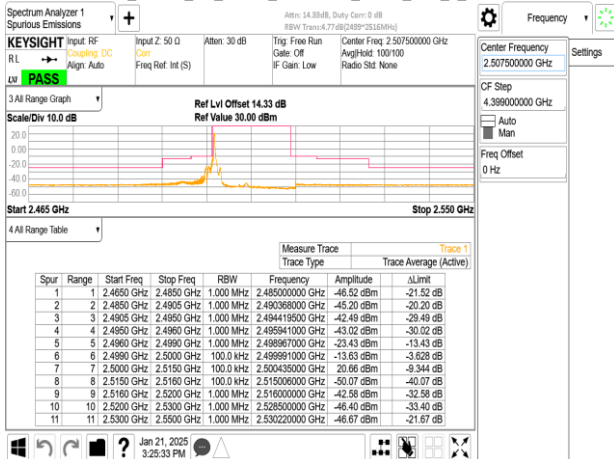 Spectrum Analyzer 1
Spurious Emissions
Attn: 14.33dB, Duty Corr: 0 dB
RBW Trans:4.77dB(2499~2516MHz)
Frequency
KEYSIGHT
RL
LXI
PASS
Input: RF
Coupling: DC
Align: Auto
Input Z: 50 Ω
Corr
Freq Ref: Int (S)
Atten: 30 dB
Trig: Free Run
Gate: Off
IF Gain: Low
Center Freq: 2.507500000 GHz
Avg|Hold: 100/100
Radio Std: None
Center Frequency
2.507500000 GHz
Settings
CF Step
4.399000000 GHz
Auto
Man
Freq Offset
0 Hz
3 All Range Graph
Scale/Div 10.0 dB
Ref Lvl Offset 14.33 dB
Ref Value 30.00 dBm
20.0
0.00
-20.0
-40.0
-60.0
Start 2.465 GHz
Stop 2.550 GHz
4 All Range Table
Measure Trace Trace 1
Trace Type Trace Average (Active)
Spur Range Start Freq Stop Freq RBW Frequency Amplitude ΔLimit
1 1 2.4650 GHz 2.4850 GHz 1.000 MHz 2.485000000 GHz -46.52 dBm -21.52 dB
2 2 2.4850 GHz 2.4905 GHz 1.000 MHz 2.490368000 GHz -45.20 dBm -20.20 dB
3 3 2.4905 GHz 2.4950 GHz 1.000 MHz 2.494419500 GHz -42.49 dBm -29.49 dB
4 4 2.4950 GHz 2.4960 GHz 1.000 MHz 2.495941000 GHz -43.02 dBm -30.02 dB
5 5 2.4960 GHz 2.4990 GHz 1.000 MHz 2.498967000 GHz -23.43 dBm -13.43 dB
6 6 2.4990 GHz 2.5000 GHz 100.0 kHz 2.499991000 GHz -13.63 dBm -3.628 dB
7 7 2.5000 GHz 2.5150 GHz 100.0 kHz 2.500435000 GHz 20.66 dBm -9.344 dB
8 8 2.5150 GHz 2.5160 GHz 100.0 kHz 2.515006000 GHz -50.07 dBm -40.07 dB
9 9 2.5160 GHz 2.5200 GHz 1.000 MHz 2.516000000 GHz -42.58 dBm -32.58 dB
10 10 2.5200 GHz 2.5300 GHz 1.000 MHz 2.528500000 GHz -46.40 dBm -33.40 dB
11 11 2.5300 GHz 2.5500 GHz 1.000 MHz 2.530220000 GHz -46.67 dBm -21.67 dB
Jan 21, 2025
3:25:33 PM